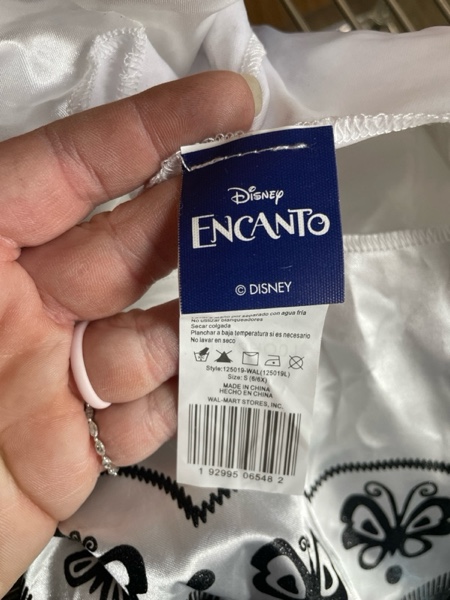 Disney
ENCANTO
© DISNEY
con agua fría
No utilizar blanqueadores
Secar colgada
Planchar a baja temperatura si es necesario
No lavar en seco
Style:125019-WAL(125019L)
Size: S (6/6X)
MADE IN CHINA
HECHO EN CHINA
WAL-MART STORES, INC.
1 92995 06548 2